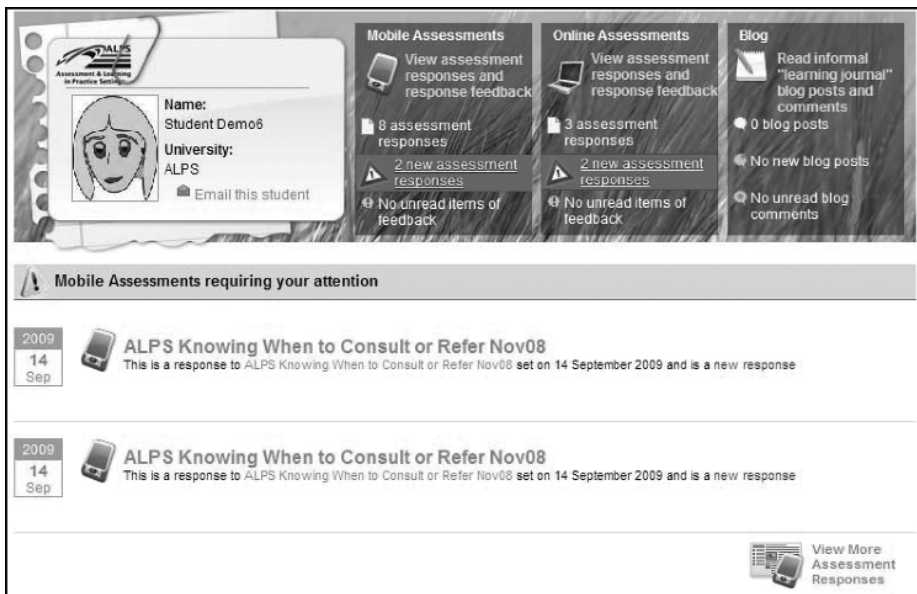 ALPS
Assessment & Learning
in Practice Settings
Name:
Student Demo6
University:
ALPS
Email this student
Mobile Assessments
View assessment
responses and
response feedback
8 assessment
responses
2 new assessment
responses
No unread items of
feedback
Online Assessments
View assessment
responses and
response feedback
3 assessment
responses
2 new assessment
responses
No unread items of
feedback
Blog
Read informal
"learning journal"
blog posts and
comments
0 blog posts
No new blog posts
No unread blog
comments
Mobile Assessments requiring your attention
2009
14
Sep
ALPS Knowing When to Consult or Refer Nov08
This is a response to ALPS Knowing When to Consult or Refer Nov08 set on 14 September 2009 and is a new response
2009
14
Sep
ALPS Knowing When to Consult or Refer Nov08
This is a response to ALPS Knowing When to Consult or Refer Nov08 set on 14 September 2009 and is a new response
View More
Assessment
Responses